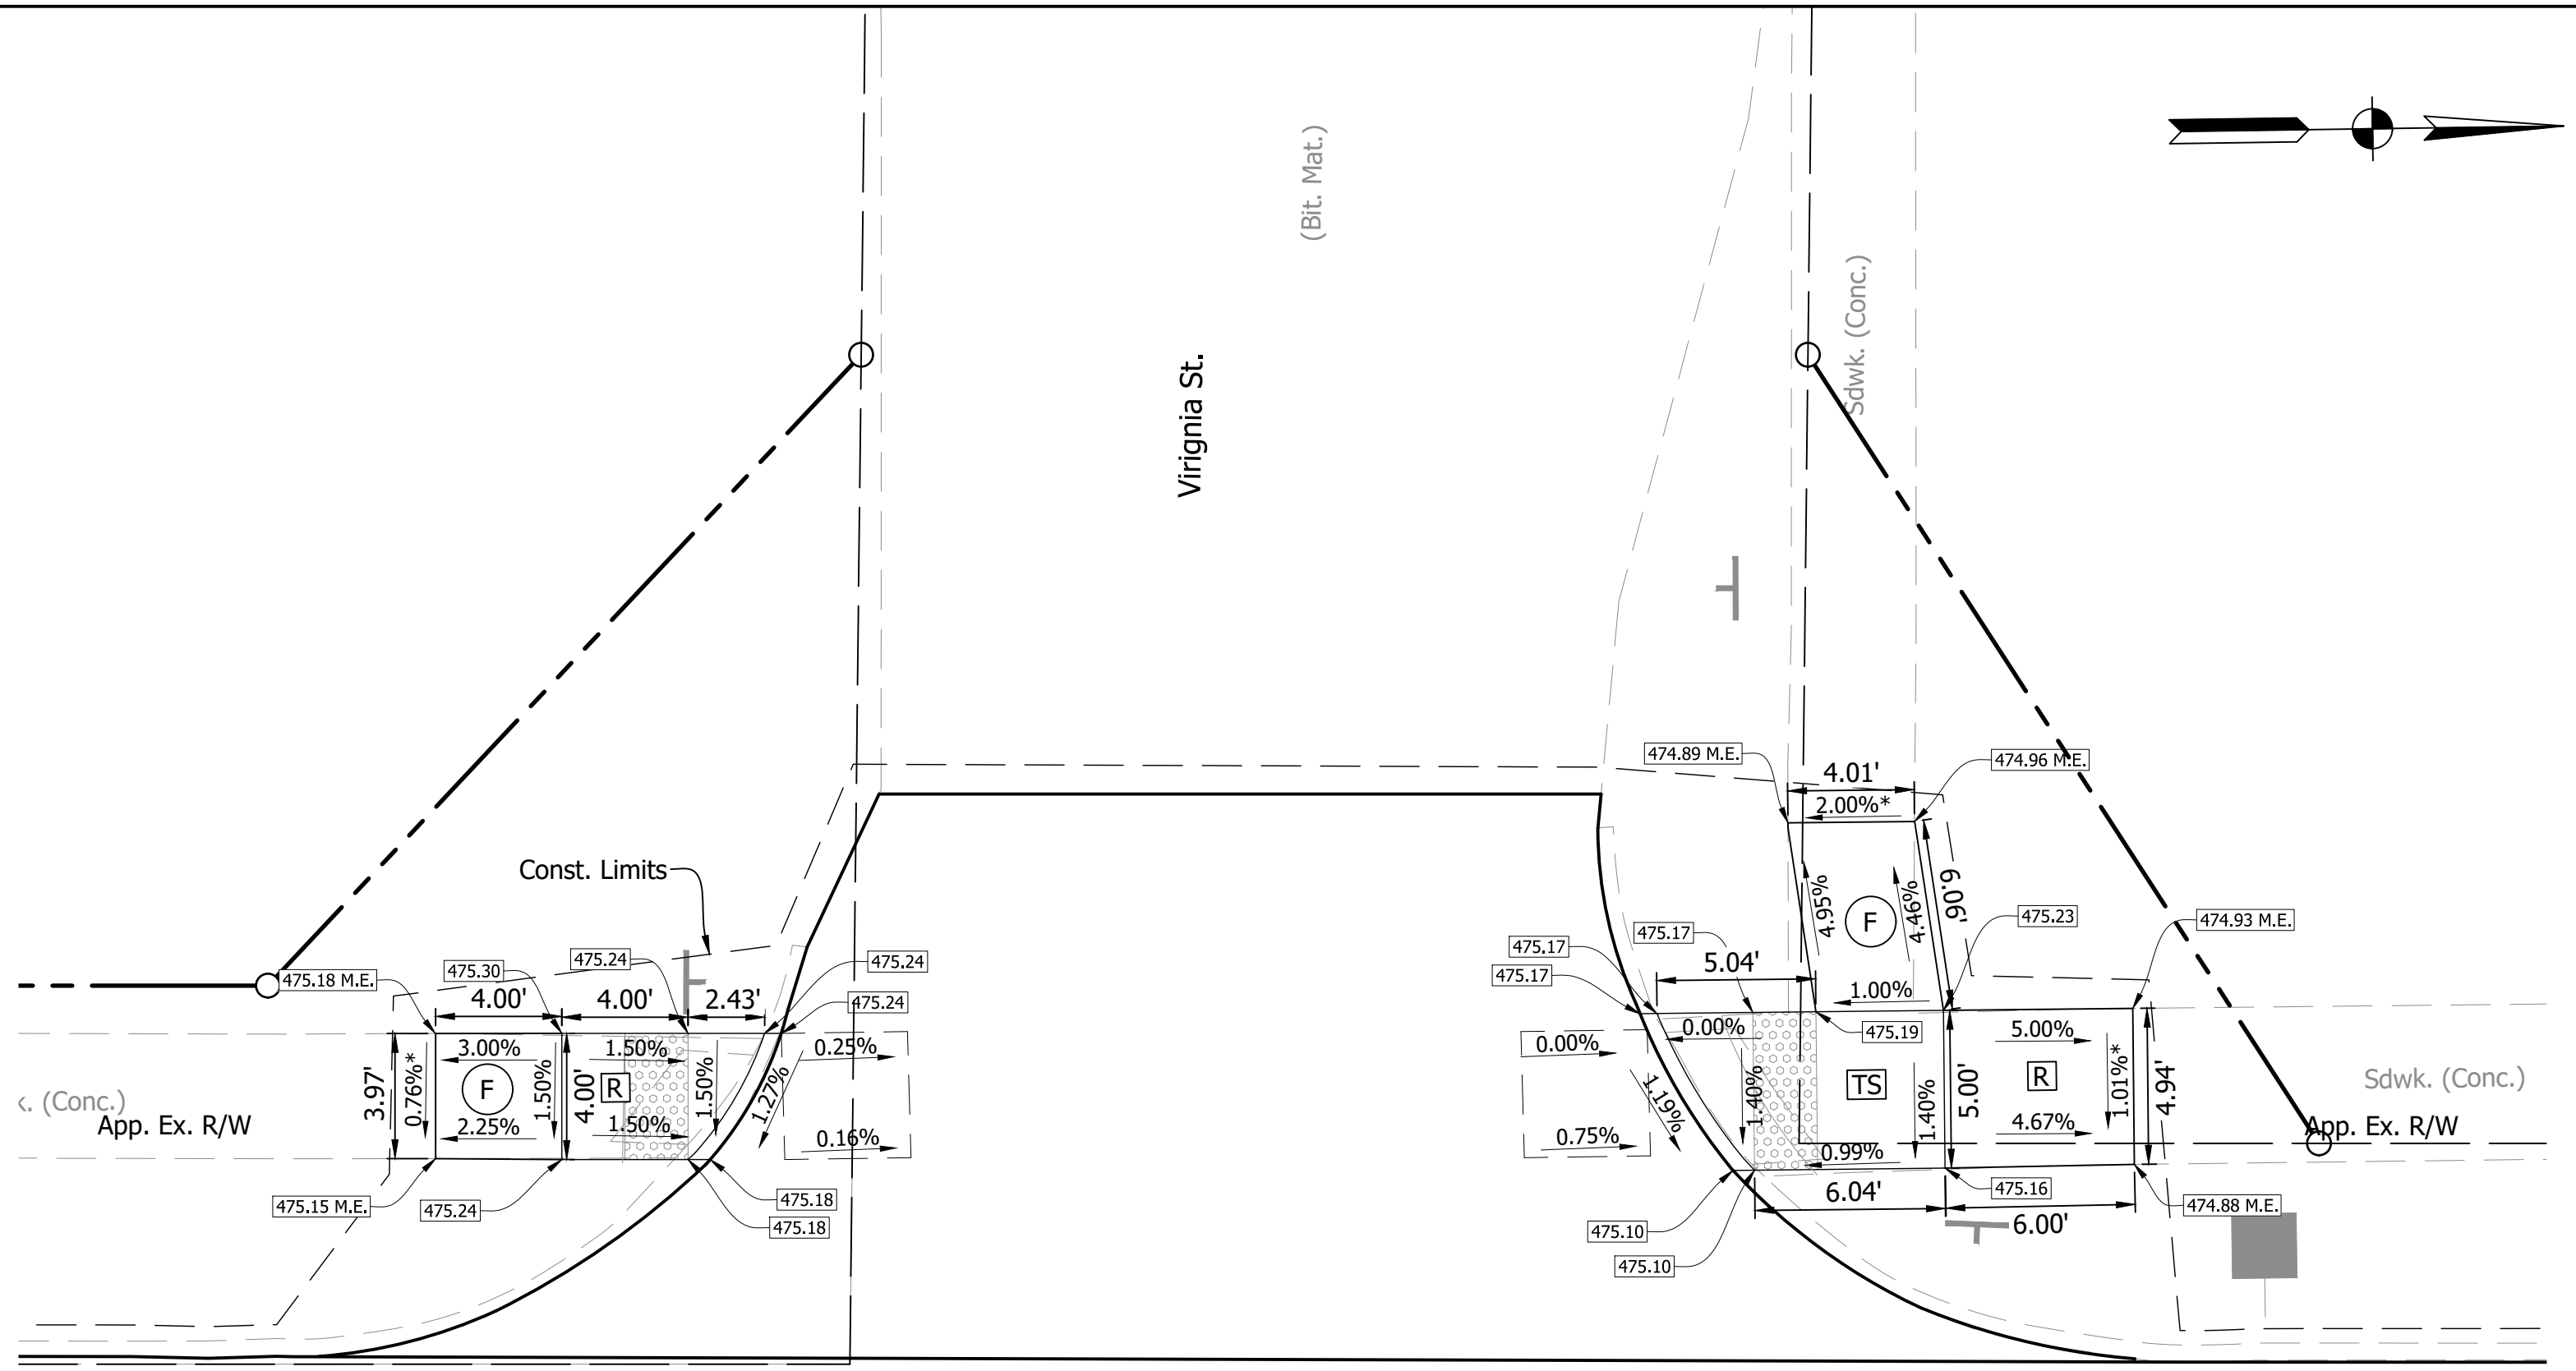 (Bit. Mat.)
Virignia St.
Sdwk. (Conc.)
474.89 M.E.
4.01'
474.96 M.E.
2.00%*
4.95%
F
4.46%
9.06'
475.23
474.93 M.E.
Const. Limits
475.18 M.E.
475.30
475.24
475.24
475.24
4.00'
4.00'
2.43'
3.00%
1.50%
0.25%
3.97'
0.76%*
F
1.50%
4.00'
R
1.50%
1.27%
2.25%
1.50%
0.16%
475.15 M.E.
475.24
475.18
475.18
(Conc.)
App. Ex. R/W
475.17
475.17
475.17
5.04'
1.00%
0.00%
0.00%
475.19
5.00%
1.19%
1.40%
TS
1.40%
5.00'
R
1.01%*
4.94'
0.75%
0.99%
4.67%
6.04'
475.16
6.00'
474.88 M.E.
475.10
475.10
Sdwk. (Conc.)
App. Ex. R/W